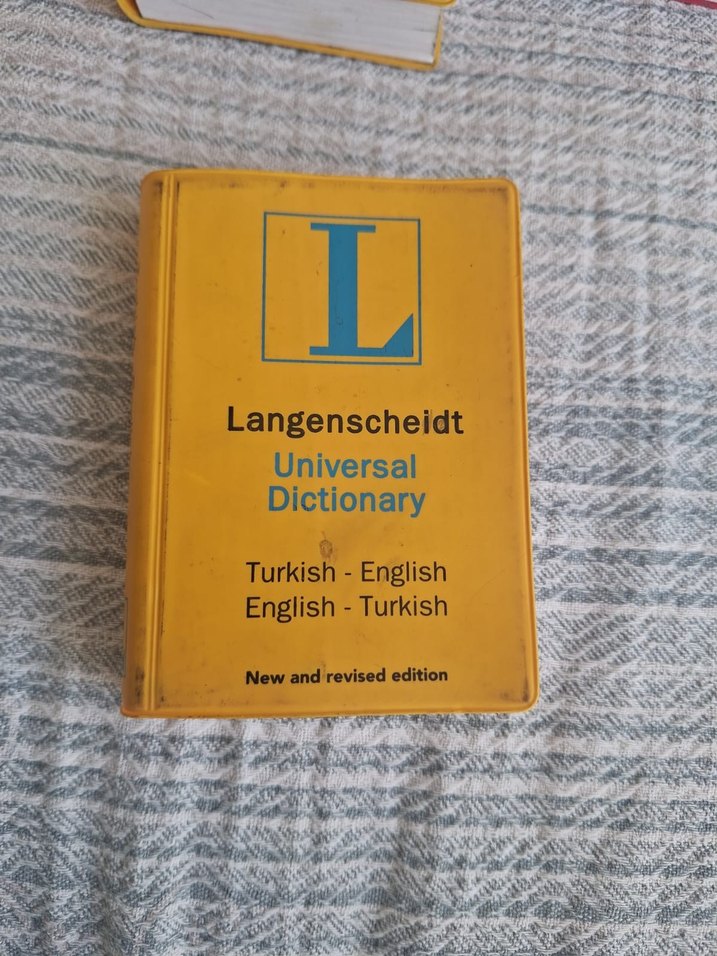 L
Langenscheidt
Universal
Dictionary
Turkish - English
English - Turkish
New and revised edition